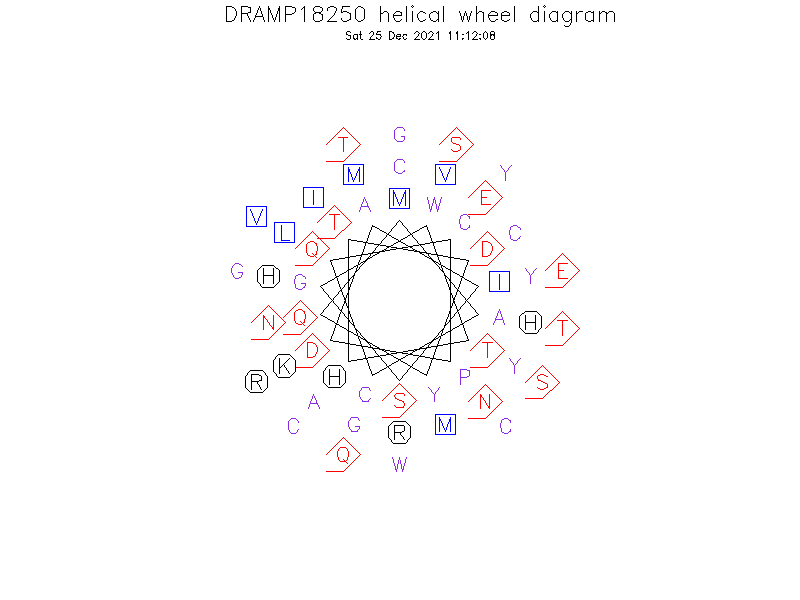 DRAMP18250 helical wheel diagram
Sat 25 Dec 2021 11:12:08
T G S
M C V Y
I A M W E
V L T C C
Q D
G H G I Y E
N Q A H T
D T
R K H P Y S
A C S Y N
C G R M C
Q W